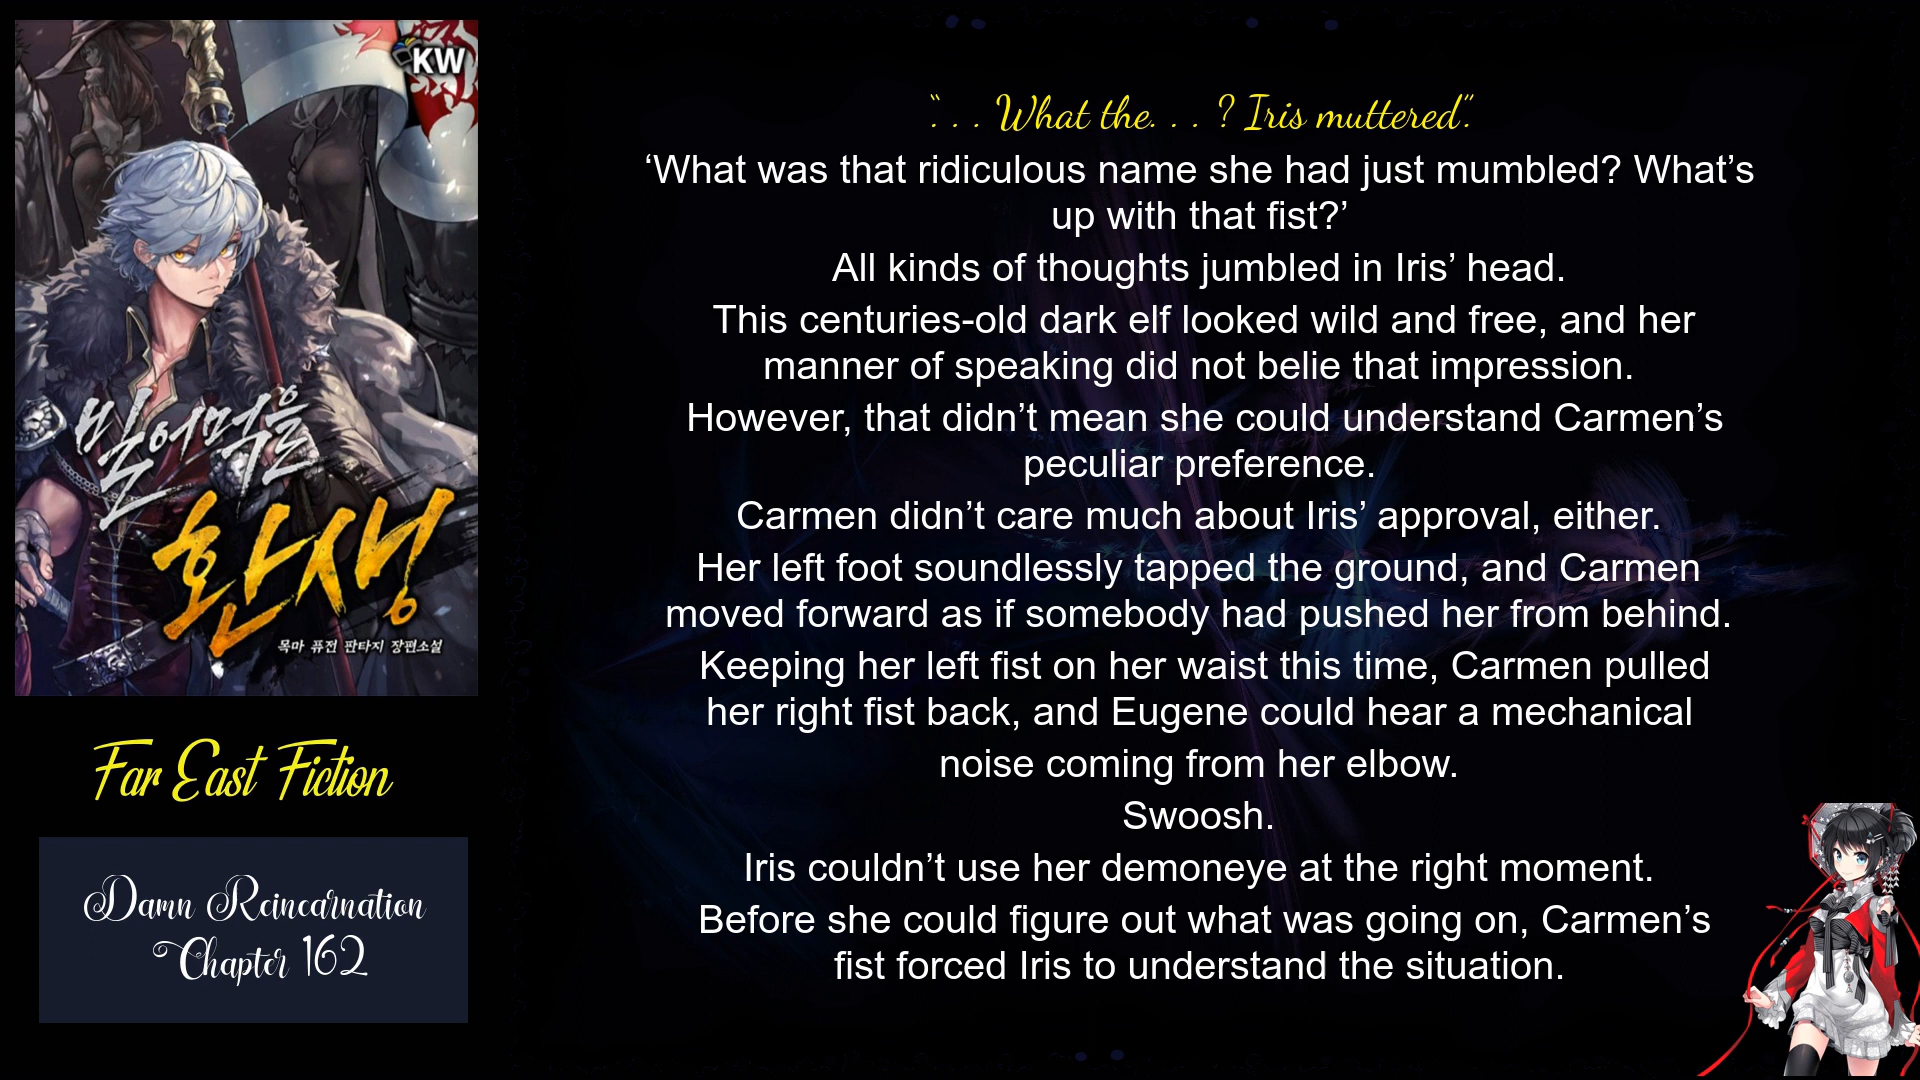 KW
빌어먹을
환생
목마 퓨전 판타지 장편소설
Far East Fiction
Damn Reincarnation
Chapter 162
“. . . What the. . . ? Iris muttered”.
‘What was that ridiculous name she had just mumbled? What’s
up with that fist?’
All kinds of thoughts jumbled in Iris’ head.
This centuries-old dark elf looked wild and free, and her
manner of speaking did not belie that impression.
However, that didn’t mean she could understand Carmen’s
peculiar preference.
Carmen didn’t care much about Iris’ approval, either.
Her left foot soundlessly tapped the ground, and Carmen
moved forward as if somebody had pushed her from behind.
Keeping her left fist on her waist this time, Carmen pulled
her right fist back, and Eugene could hear a mechanical
noise coming from her elbow.
Swoosh.
Iris couldn’t use her demoneye at the right moment.
Before she could figure out what was going on, Carmen’s
fist forced Iris to understand the situation.